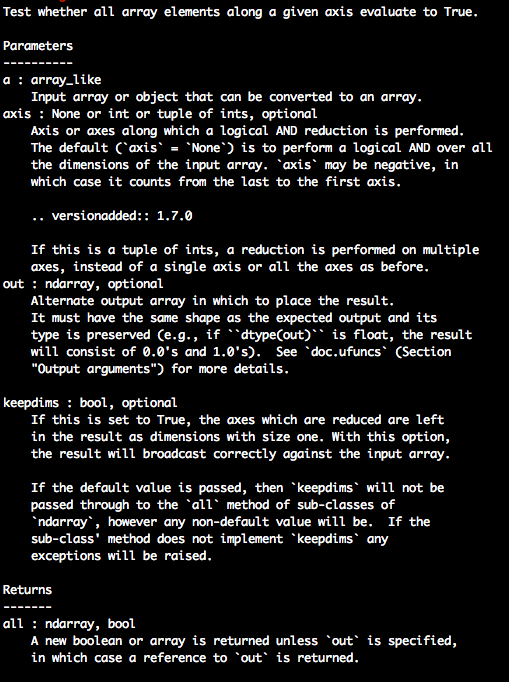 Test whether all array elements along a given axis evaluate to True.

Parameters
----------
a : array_like
    Input array or object that can be converted to an array.
axis : None or int or tuple of ints, optional
    Axis or axes along which a logical AND reduction is performed.
    The default (`axis` = `None`) is to perform a logical AND over all
    the dimensions of the input array. `axis` may be negative, in
    which case it counts from the last to the first axis.

    .. versionadded:: 1.7.0

    If this is a tuple of ints, a reduction is performed on multiple
    axes, instead of a single axis or all the axes as before.
out : ndarray, optional
    Alternate output array in which to place the result.
    It must have the same shape as the expected output and its
    type is preserved (e.g., if ``dtype(out)`` is float, the result
    will consist of 0.0's and 1.0's).  See `doc.ufuncs` (Section
    "Output arguments") for more details.

keepdims : bool, optional
    If this is set to True, the axes which are reduced are left
    in the result as dimensions with size one. With this option,
    the result will broadcast correctly against the input array.

    If the default value is passed, then `keepdims` will not be
    passed through to the `all` method of sub-classes of
    `ndarray`, however any non-default value will be.  If the
    sub-class' method does not implement `keepdims` any
    exceptions will be raised.

Returns
-------
all : ndarray, bool
    A new boolean or array is returned unless `out` is specified,
    in which case a reference to `out` is returned.